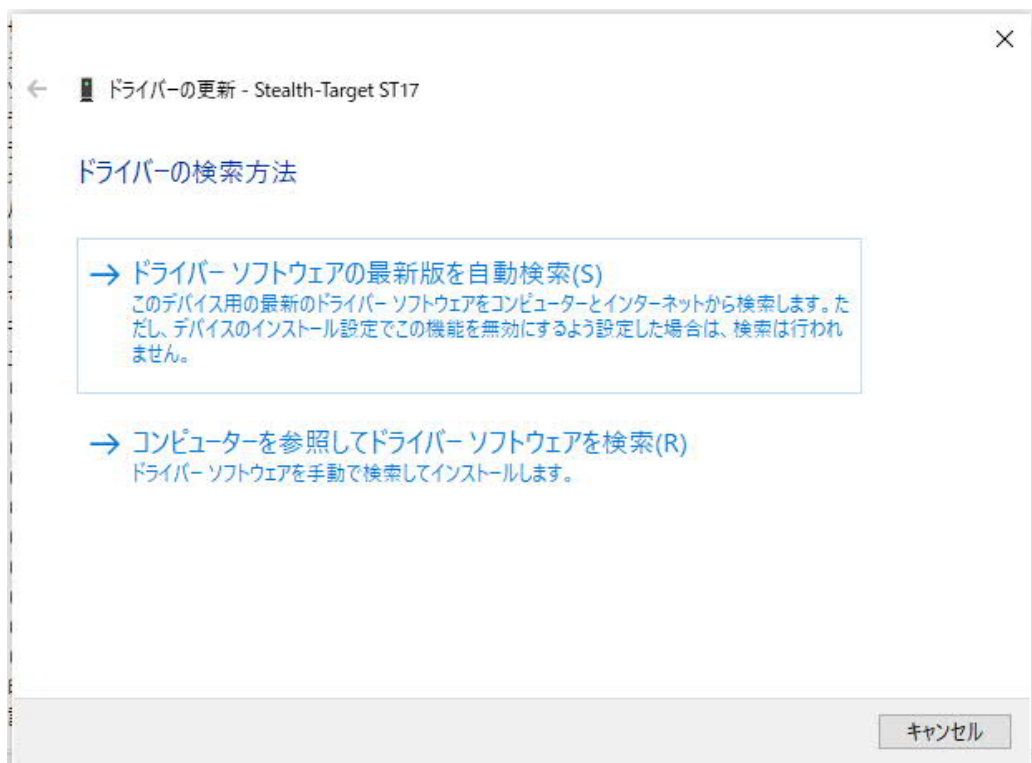 ドライバーの更新 - Stealth-Target ST17
ドライバーの検索方法
ドライバー ソフトウェアの最新版を自動検索(S)
このデバイス用の最新のドライバー ソフトウェアをコンピューターとインターネットから検索します。た
だし、デバイスのインストール設定でこの機能を無効にするよう設定した場合は、検索は行われ
ません。
コンピューターを参照してドライバー ソフトウェアを検索(R)
ドライバー ソフトウェアを手動で検索してインストールします。
キャンセル